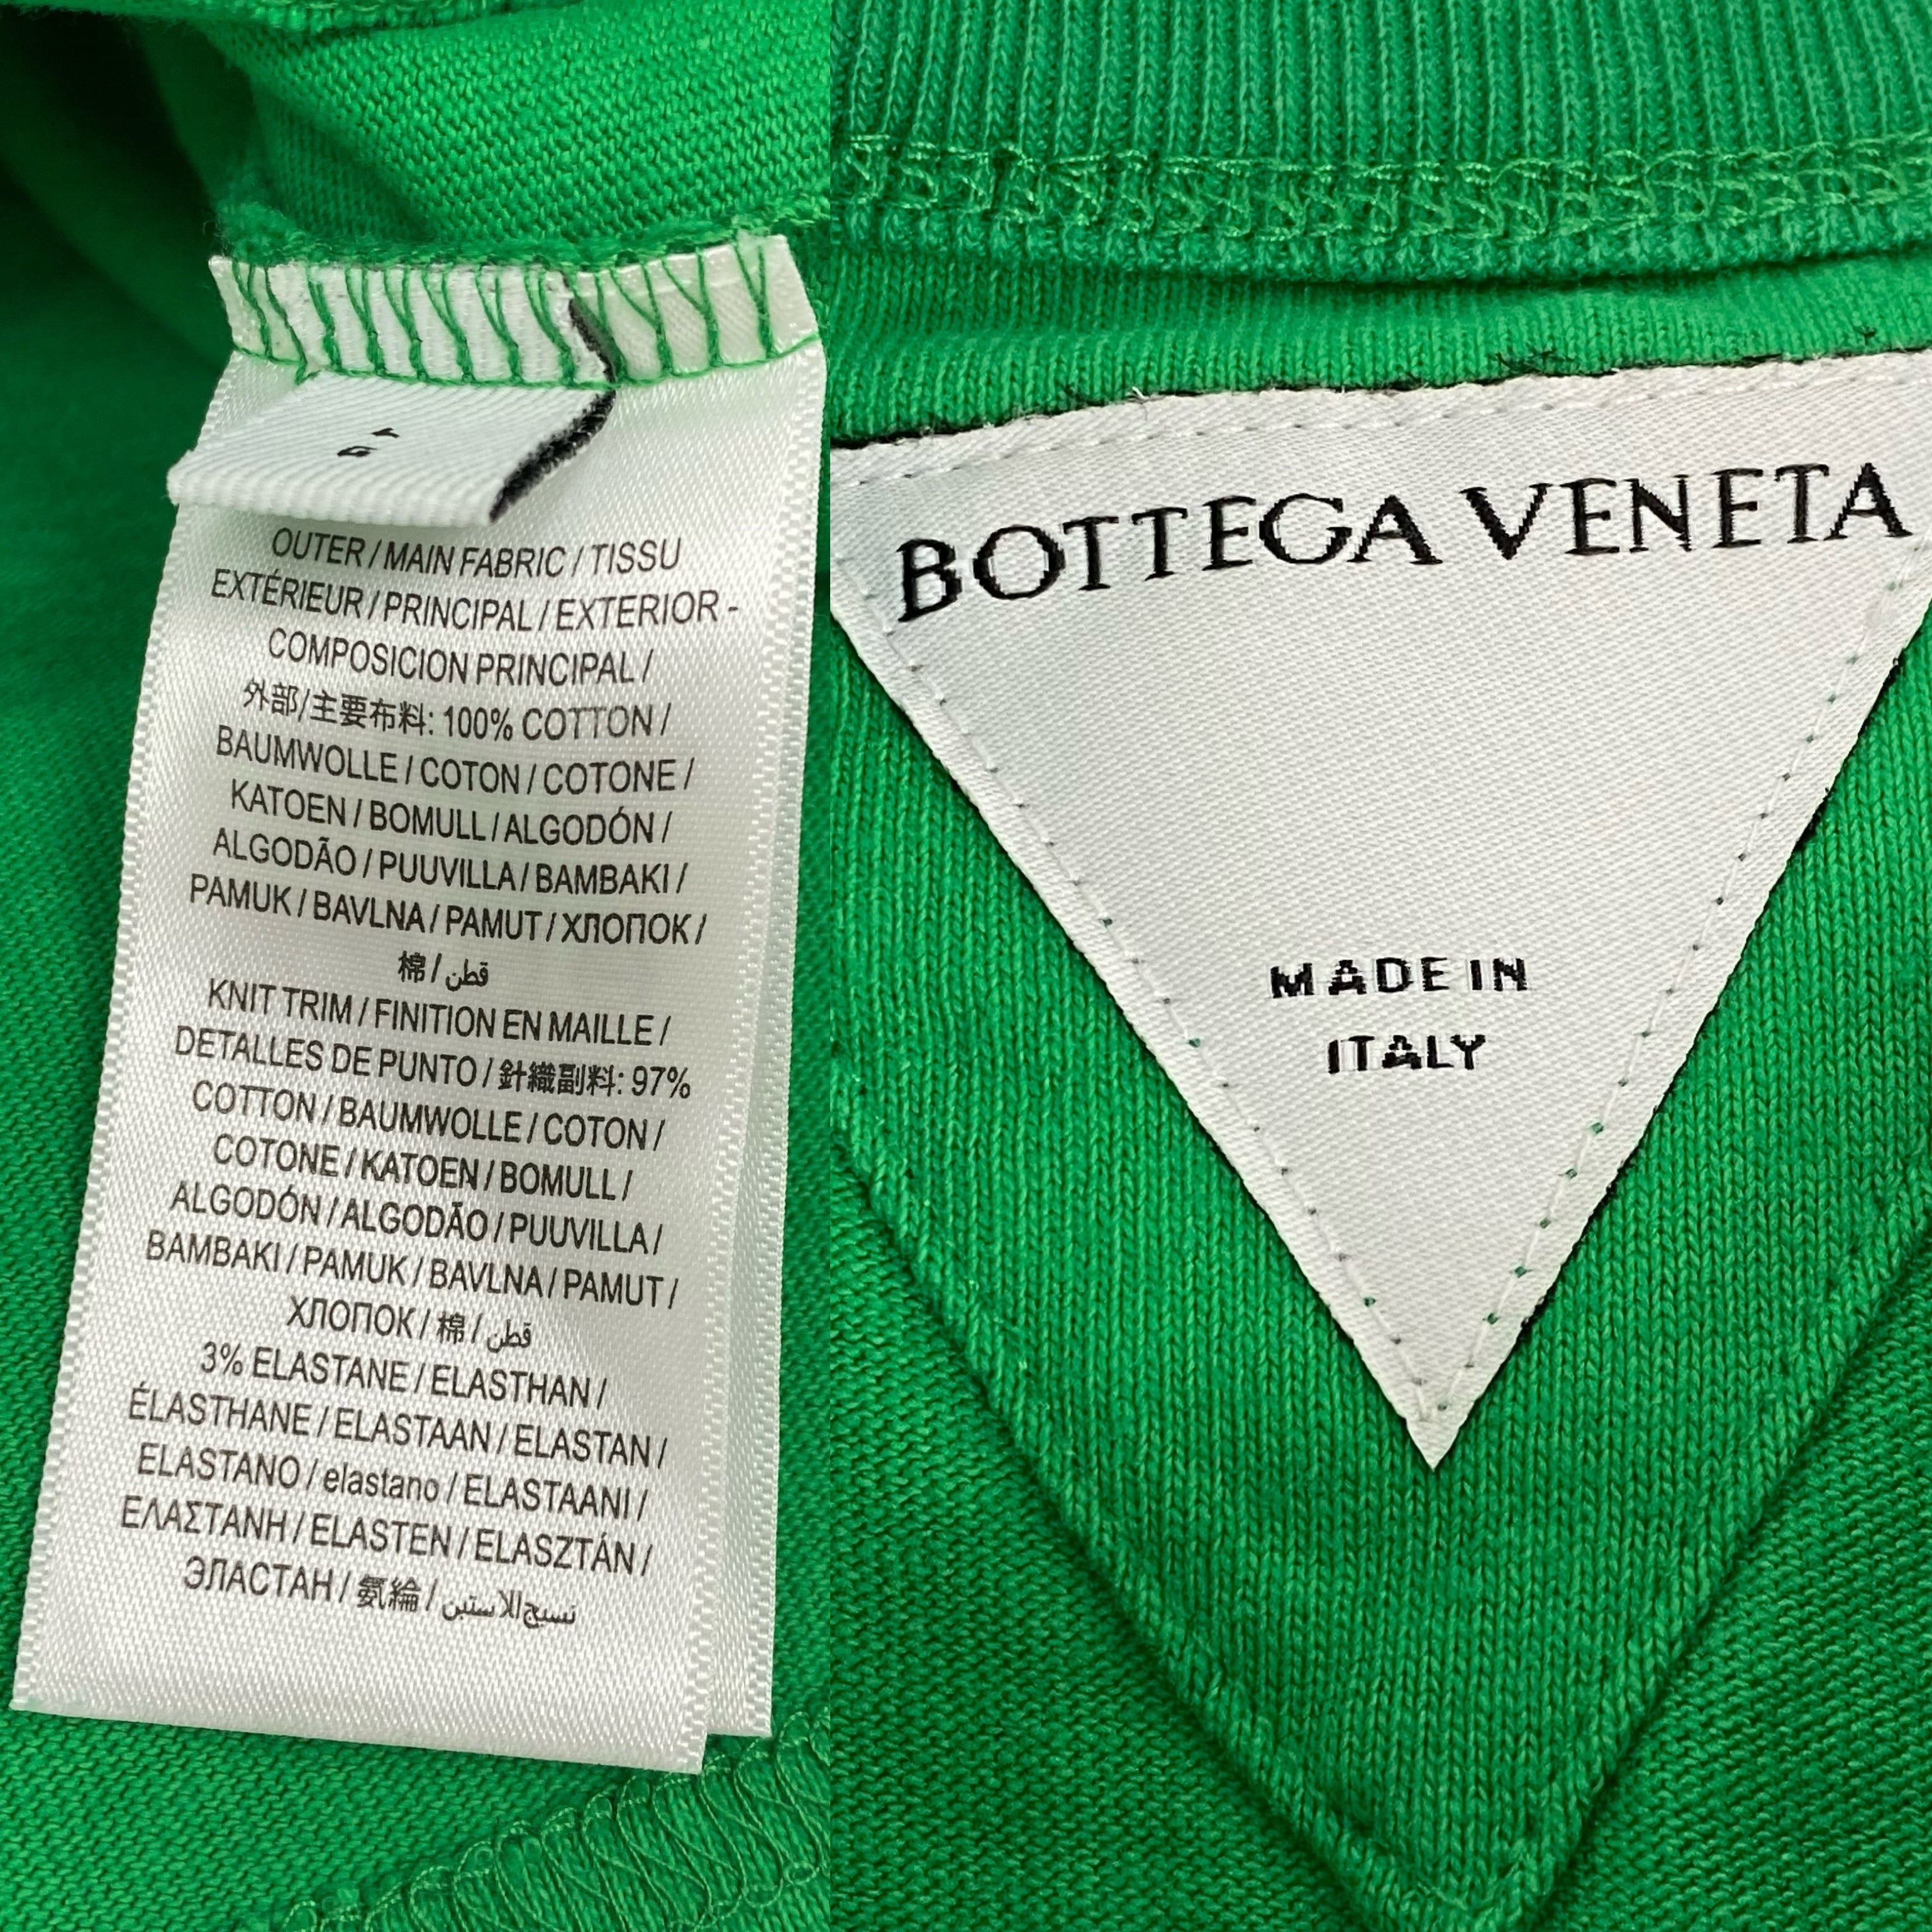 OUTER / MAIN FABRIC / TISSU
EXTÉRIEUR / PRINCIPAL / EXTERIOR -
COMPOSICION PRINCIPAL /
外部/主要布料: 100% COTTON /
BAUMWOLLE / COTON / COTONE /
KATOEN / BOMULL / ALGODÓN /
ALGODÃO / PUUVILLA / BAMBAKI /
PAMUK / BAVLNA / PAMUT / ХЛОПОК /
棉 / قطن
KNIT TRIM / FINITION EN MAILLE /
DETALLES DE PUNTO / 針織副料: 97%
COTTON / BAUMWOLLE / COTON /
COTONE / KATOEN / BOMULL /
ALGODÓN / ALGODÃO / PUUVILLA /
BAMBAKI / PAMUK / BAVLNA / PAMUT /
ХЛОПОК / 棉 / قطن
3% ELASTANE / ELASTHAN /
ÉLASTHANE / ELASTAAN / ELASTAN /
ELASTANO / elastano / ELASTAANI /
ΕΛΑΣΤΑΝΗ / ELASTEN / ELASZTÁN /
ЭЛАСТАН / 氨綸 / نسيج الاستين
BOTTEGA VENETA
MADE IN
ITALY